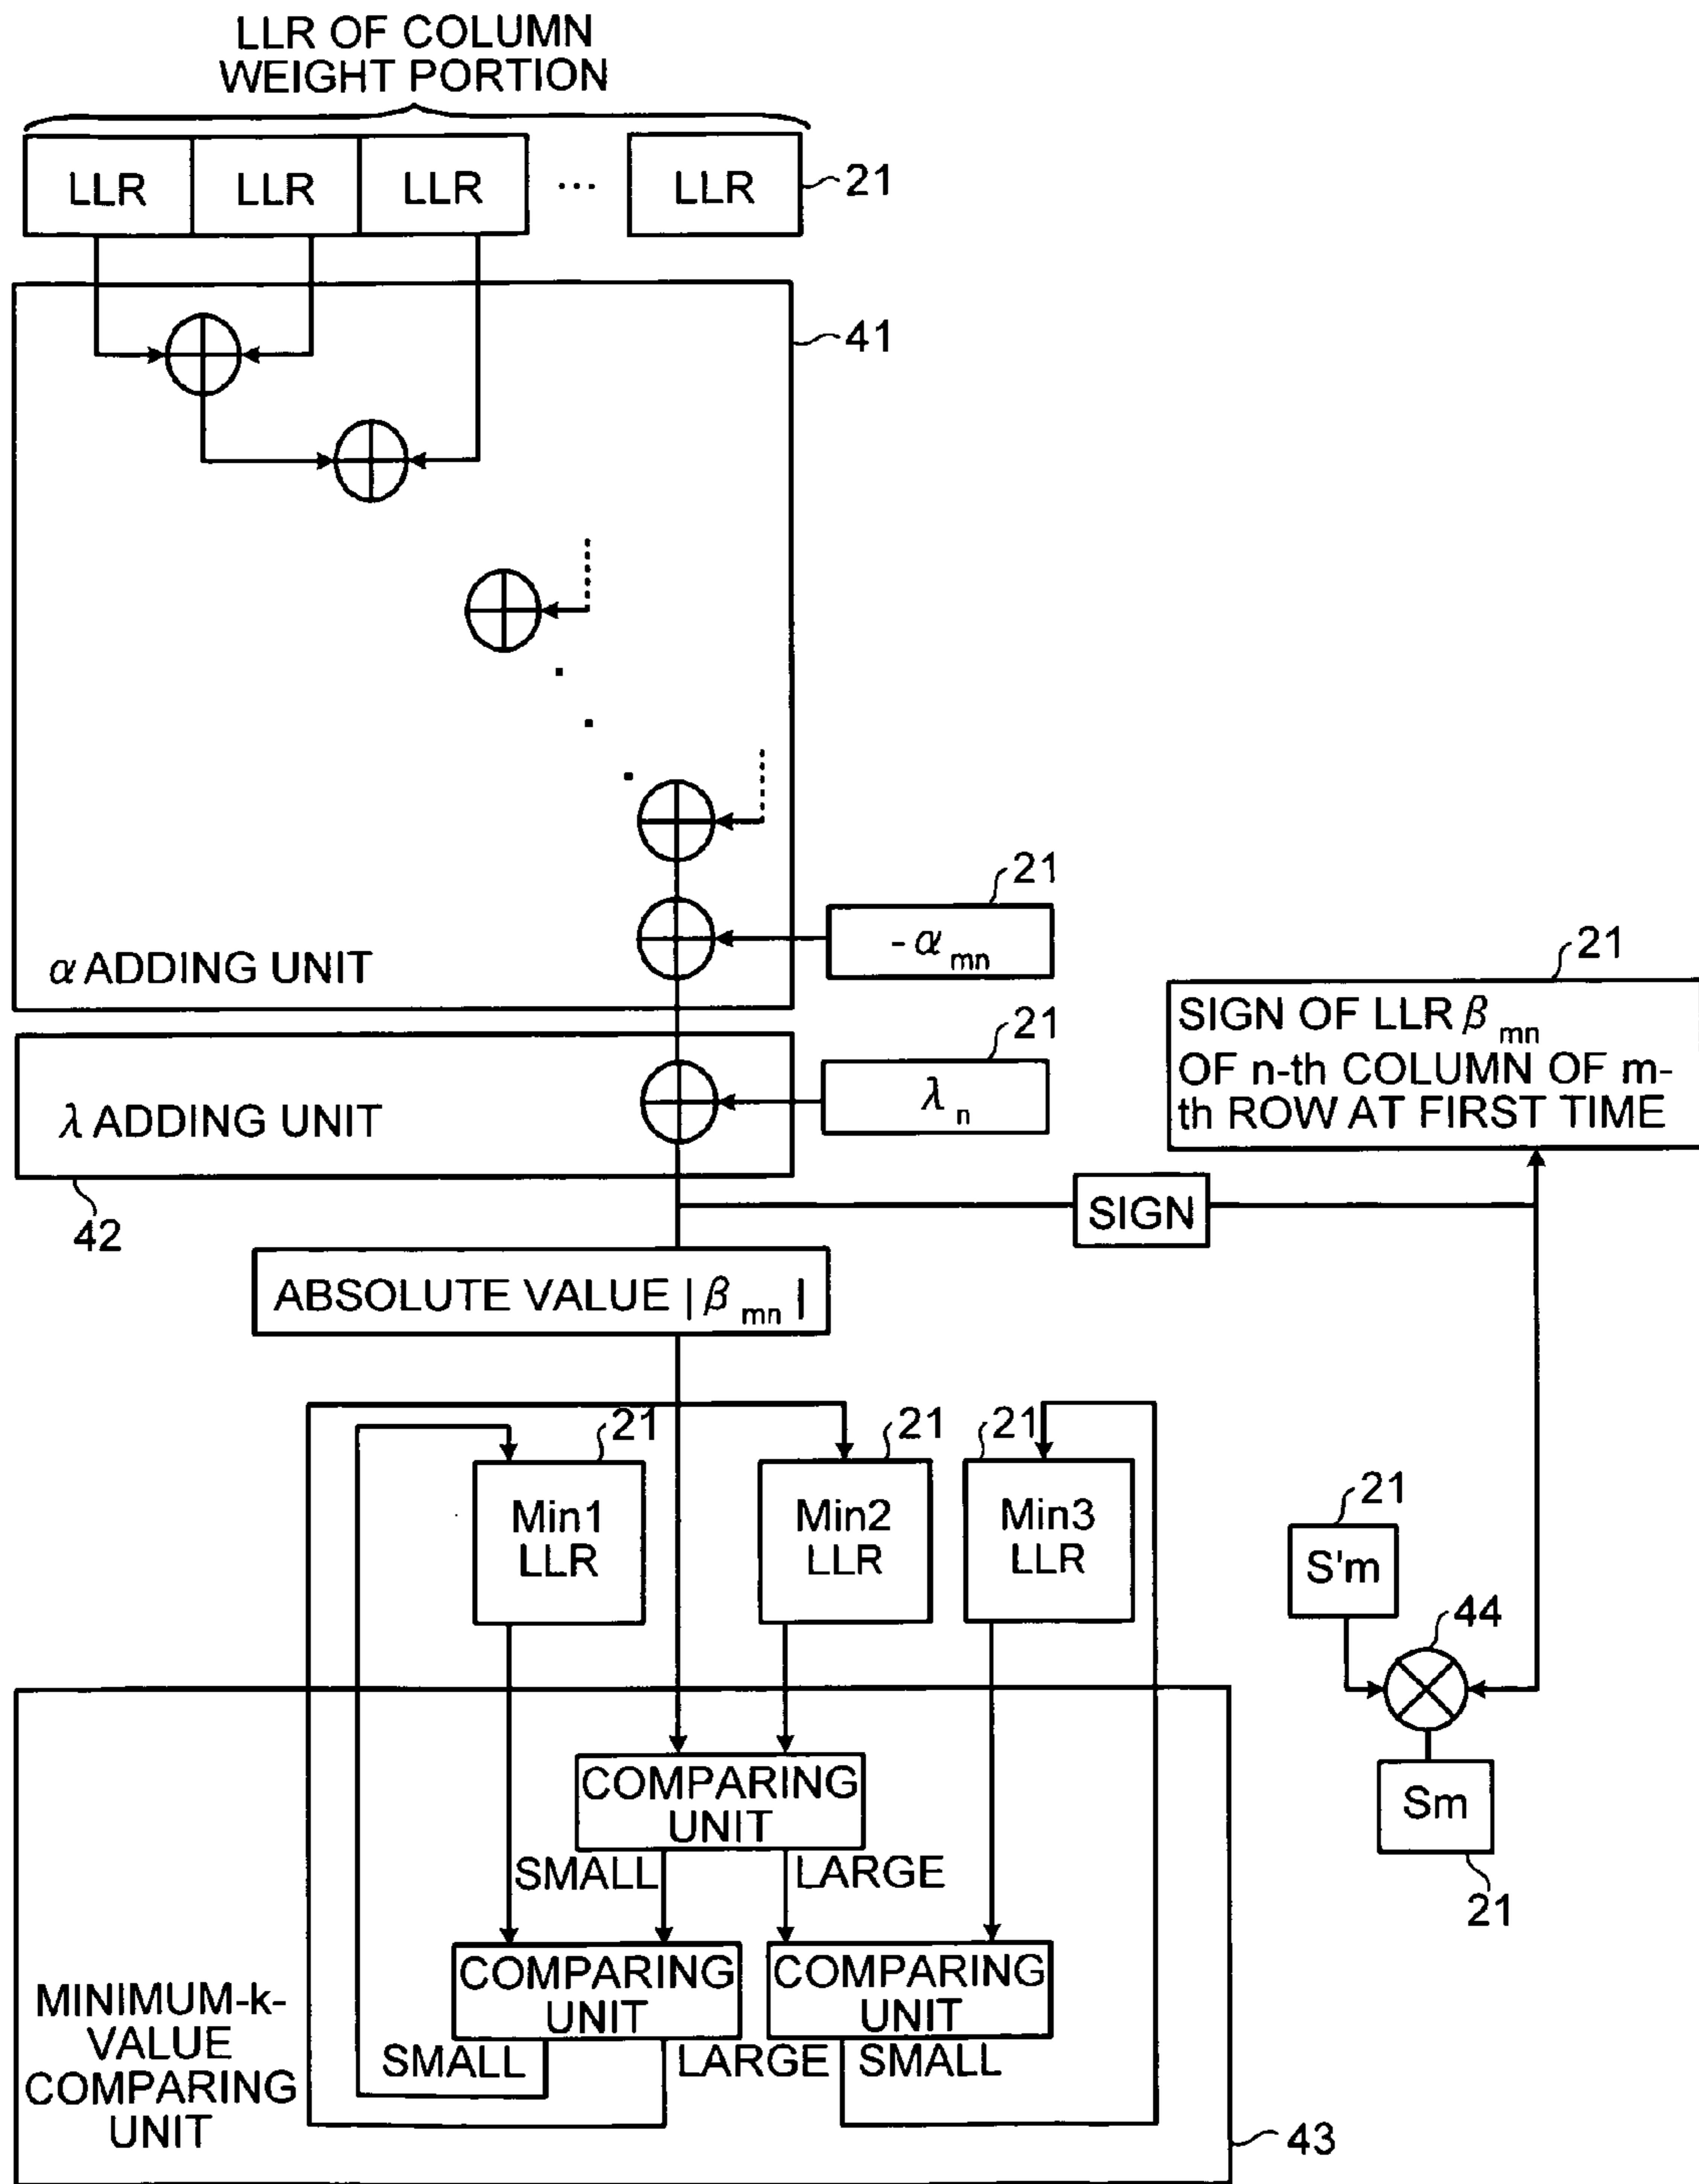 LLR OF COLUMN
WEIGHT PORTION
LLR LLR LLR ··· LLR 21
41
21
-α mn
α ADDING UNIT
21
SIGN OF LLR β mn
OF n-th COLUMN OF m-
th ROW AT FIRST TIME
21
λ n
λ ADDING UNIT
42
SIGN
ABSOLUTE VALUE | β mn |
21 21 21
Min1
LLR
Min2
LLR
Min3
LLR
21
S'm
44
Sm
21
COMPARING
UNIT
SMALL LARGE
COMPARING
UNIT
COMPARING
UNIT
SMALL LARGE SMALL
MINIMUM-k-
VALUE
COMPARING
UNIT
43